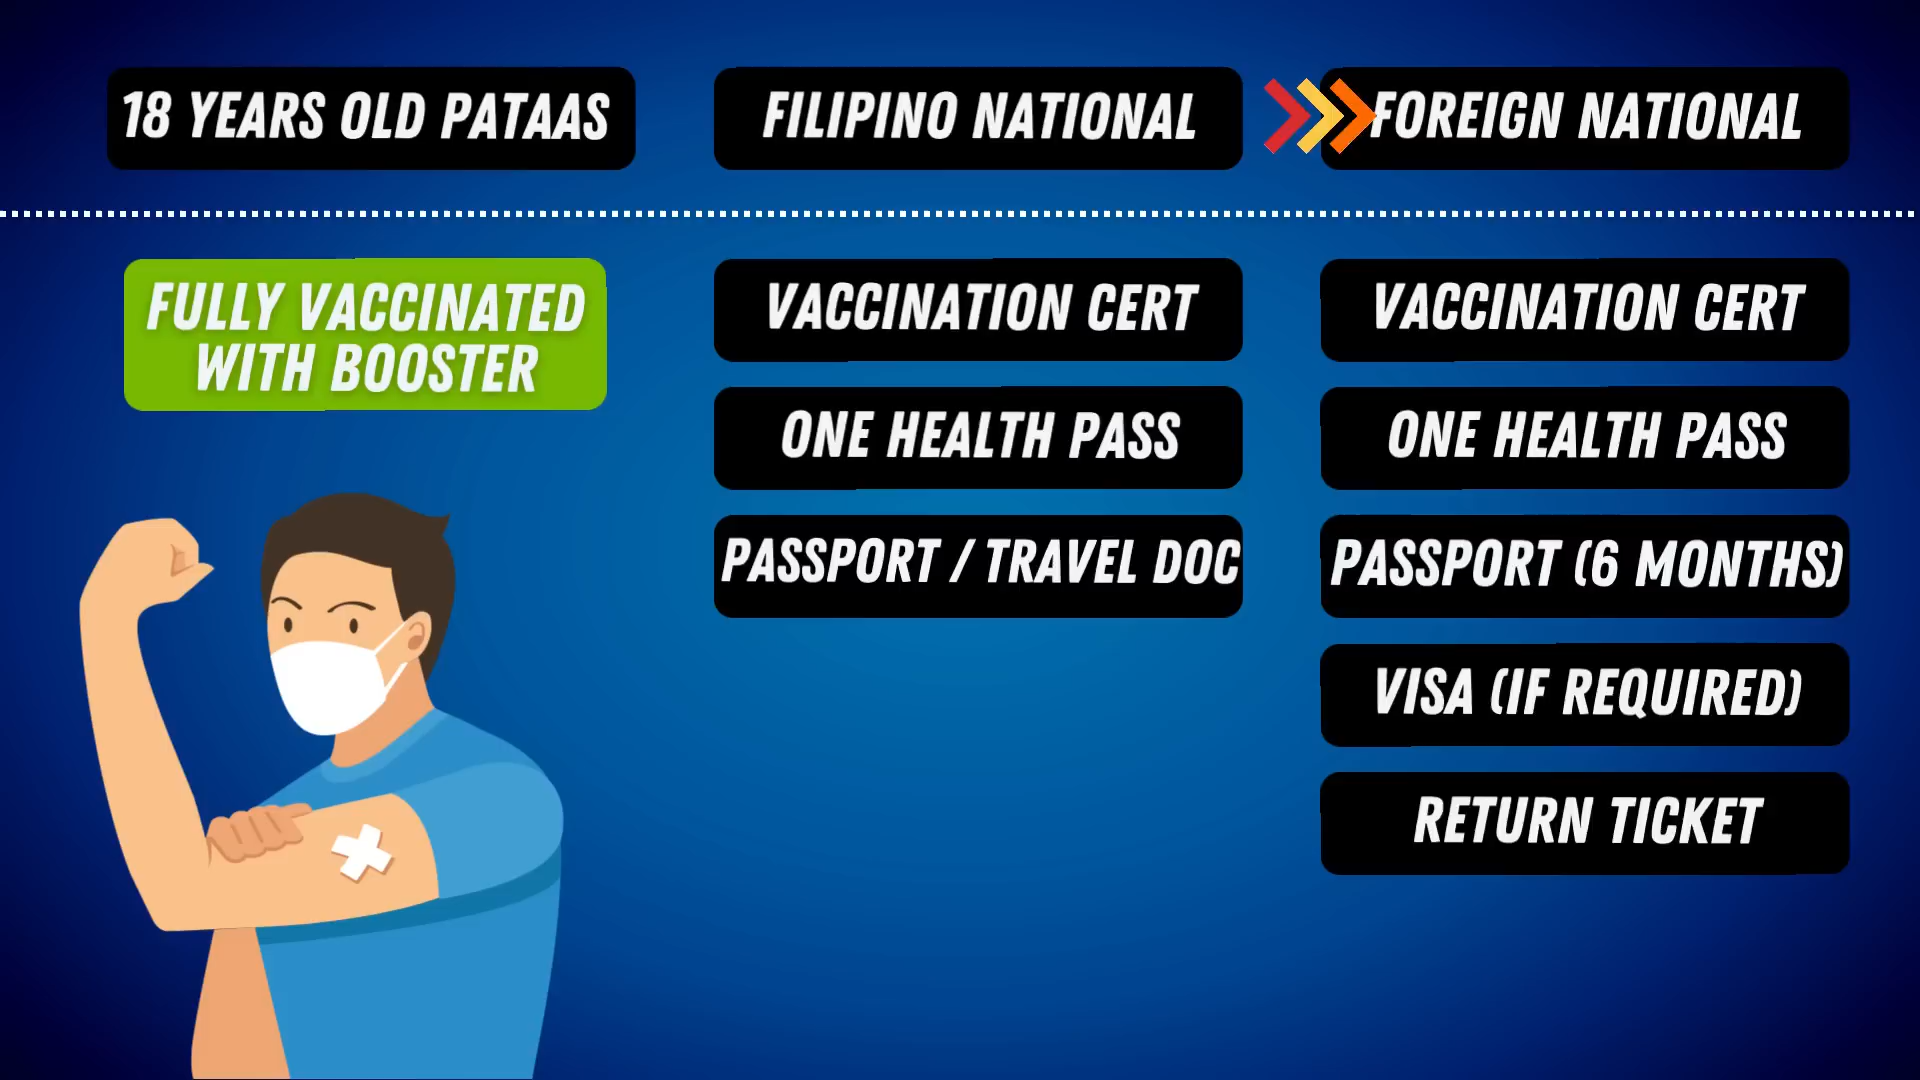 18 YEARS OLD PATAAS
FILIPINO NATIONAL
FOREIGN NATIONAL
FULLY VACCINATED
WITH BOOSTER
VACCINATION CERT
ONE HEALTH PASS
PASSPORT / TRAVEL DOC
VACCINATION CERT
ONE HEALTH PASS
PASSPORT (6 MONTHS)
VISA (IF REQUIRED)
RETURN TICKET